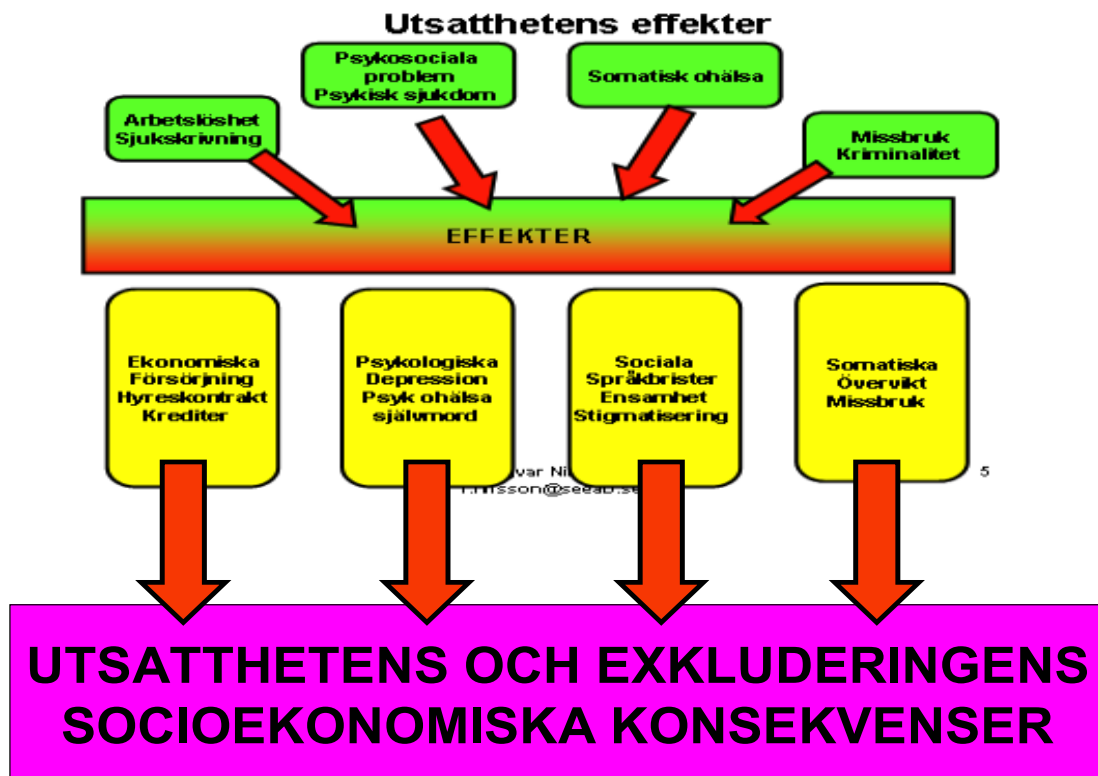 Utsatthetens effekter
Psykosociala
problem
Psykisk sjukdom
Somatisk ohälsa
Arbetslöshet
Sjukskrivning
Missbruk
Kriminalitet
EFFEKTER
Ekonomiska
Försörjning
Hyreskontrakt
Krediter
Psykologiska
Depression
Psyk ohälsa
självmord
Sociala
Språkbrister
Ensamhet
Stigmatisering
Somatiska
Övervikt
Missbruk
5
UTSATTHETENS OCH EXKLUDERINGENS
SOCIOEKONOMISKA KONSEKVENSER